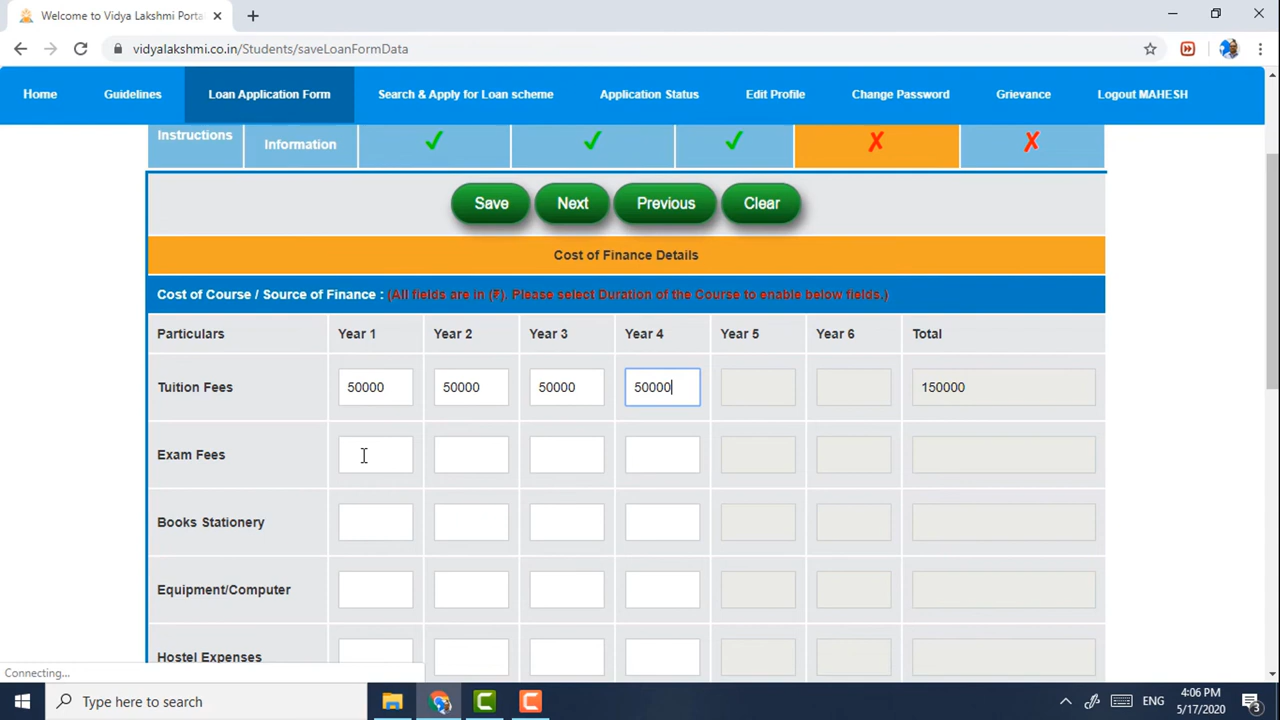 Welcome to Vidya Lakshmi Porta
vidyalakshmi.co.in/Students/saveLoanFormData
Home Guidelines Loan Application Form Search & Apply for Loan scheme Application Status Edit Profile Change Password Grievance Logout MAHESH
Instructions Information ✓ ✓ ✓ ✗ ✗
Save Next Previous Clear
Cost of Finance Details
Cost of Course / Source of Finance : (All fields are in (₹). Please select Duration of the Course to enable below fields.)
Particulars Year 1 Year 2 Year 3 Year 4 Year 5 Year 6 Total
Tuition Fees 50000 50000 50000 50000 150000
Exam Fees
Books Stationery
Equipment/Computer
Hostel Expenses
Connecting...
Type here to search
ENG
4:06 PM
5/17/2020
3